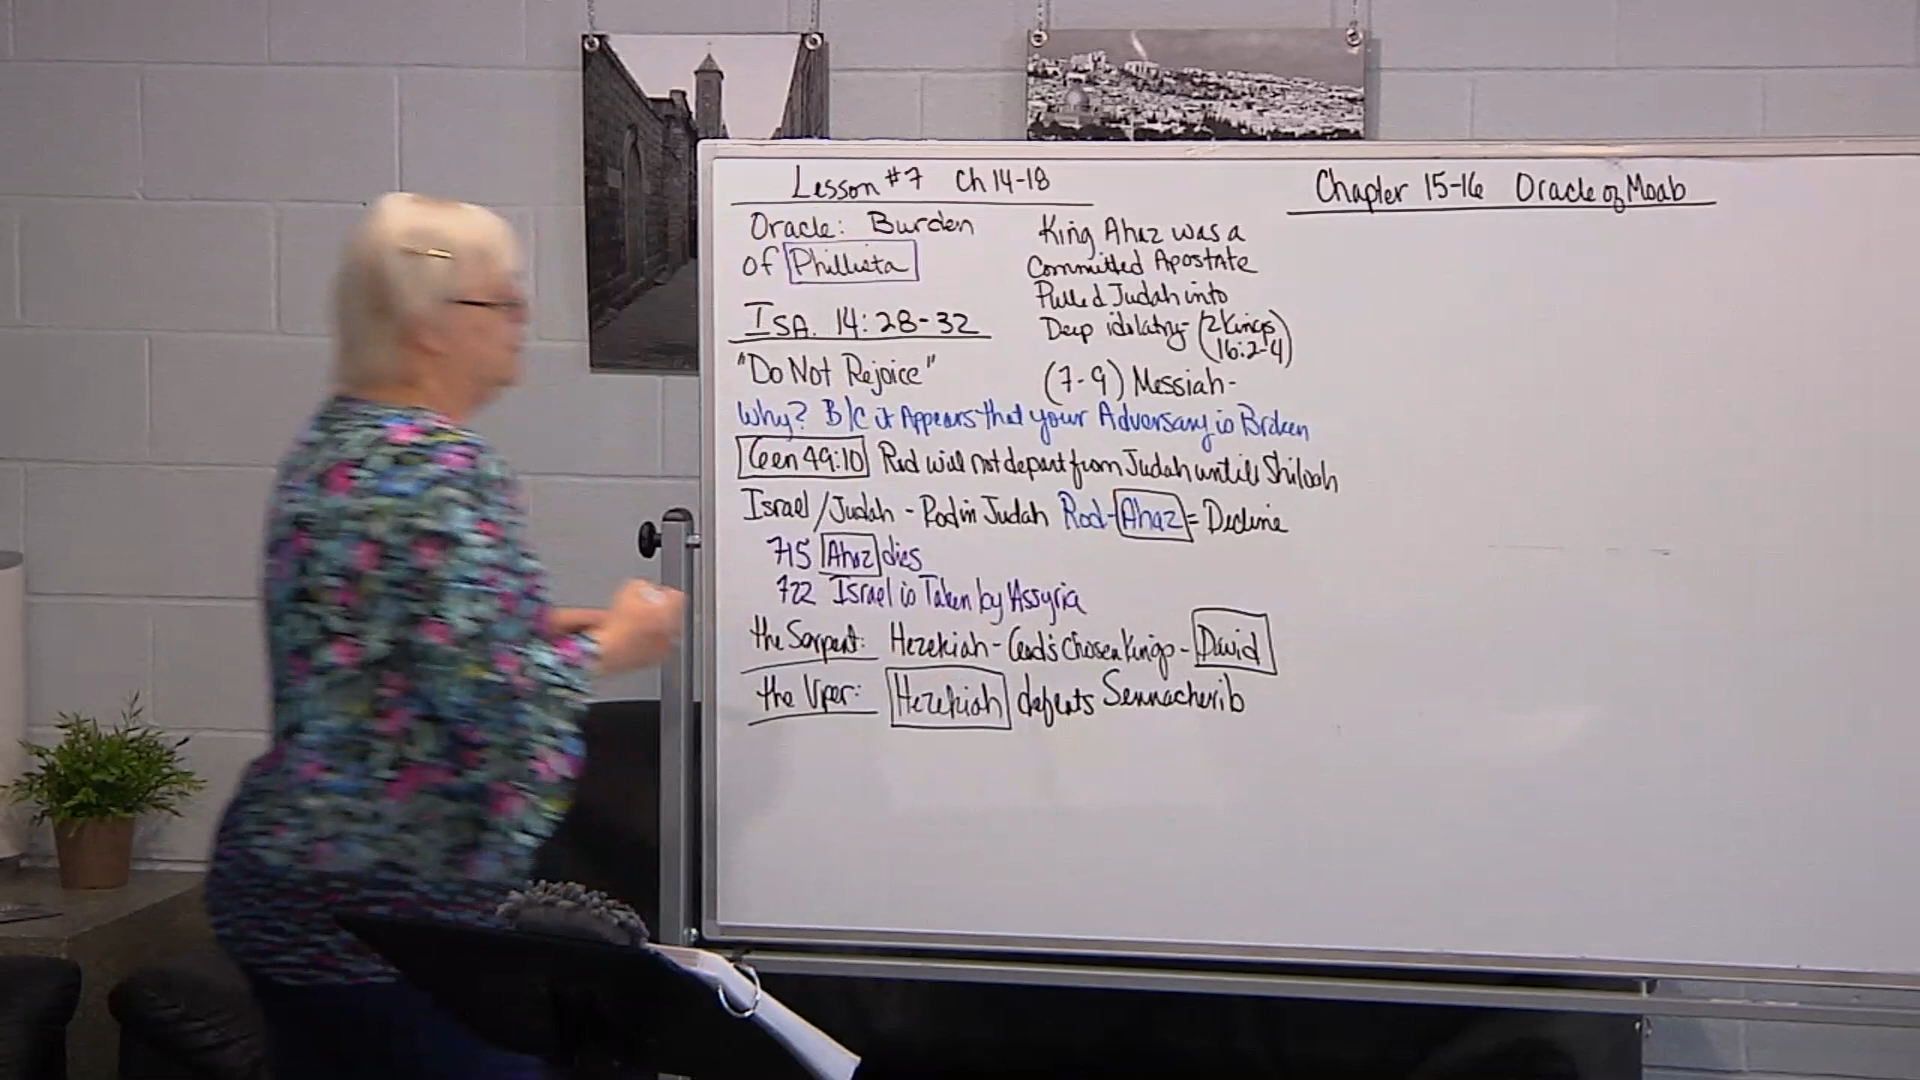 Lesson #7 Ch 14-18
Oracle: Burden
of Phillista
ISA. 14:28-32
"Do Not Rejoice"
King Ahaz was a
Committed Apostate
Pulled Judah into
Deep idolatry- (2 Kings
16:2-4)
(7-9) Messiah-
Why? B/C it Appears that your Adversary is Broken
Gen 49:10 Rod will not depart from Judah untill Shiloah
Israel/Judah - Rod in Judah Rod-Ahaz = Decline
715 Ahaz dies
722 Israel is Taken by Assyria
the Serpent: Hezekiah - God's Chosen Kings - David
the Viper: Hezekiah defeats Sennacherib
Chapter 15-16 Oracle of Moab